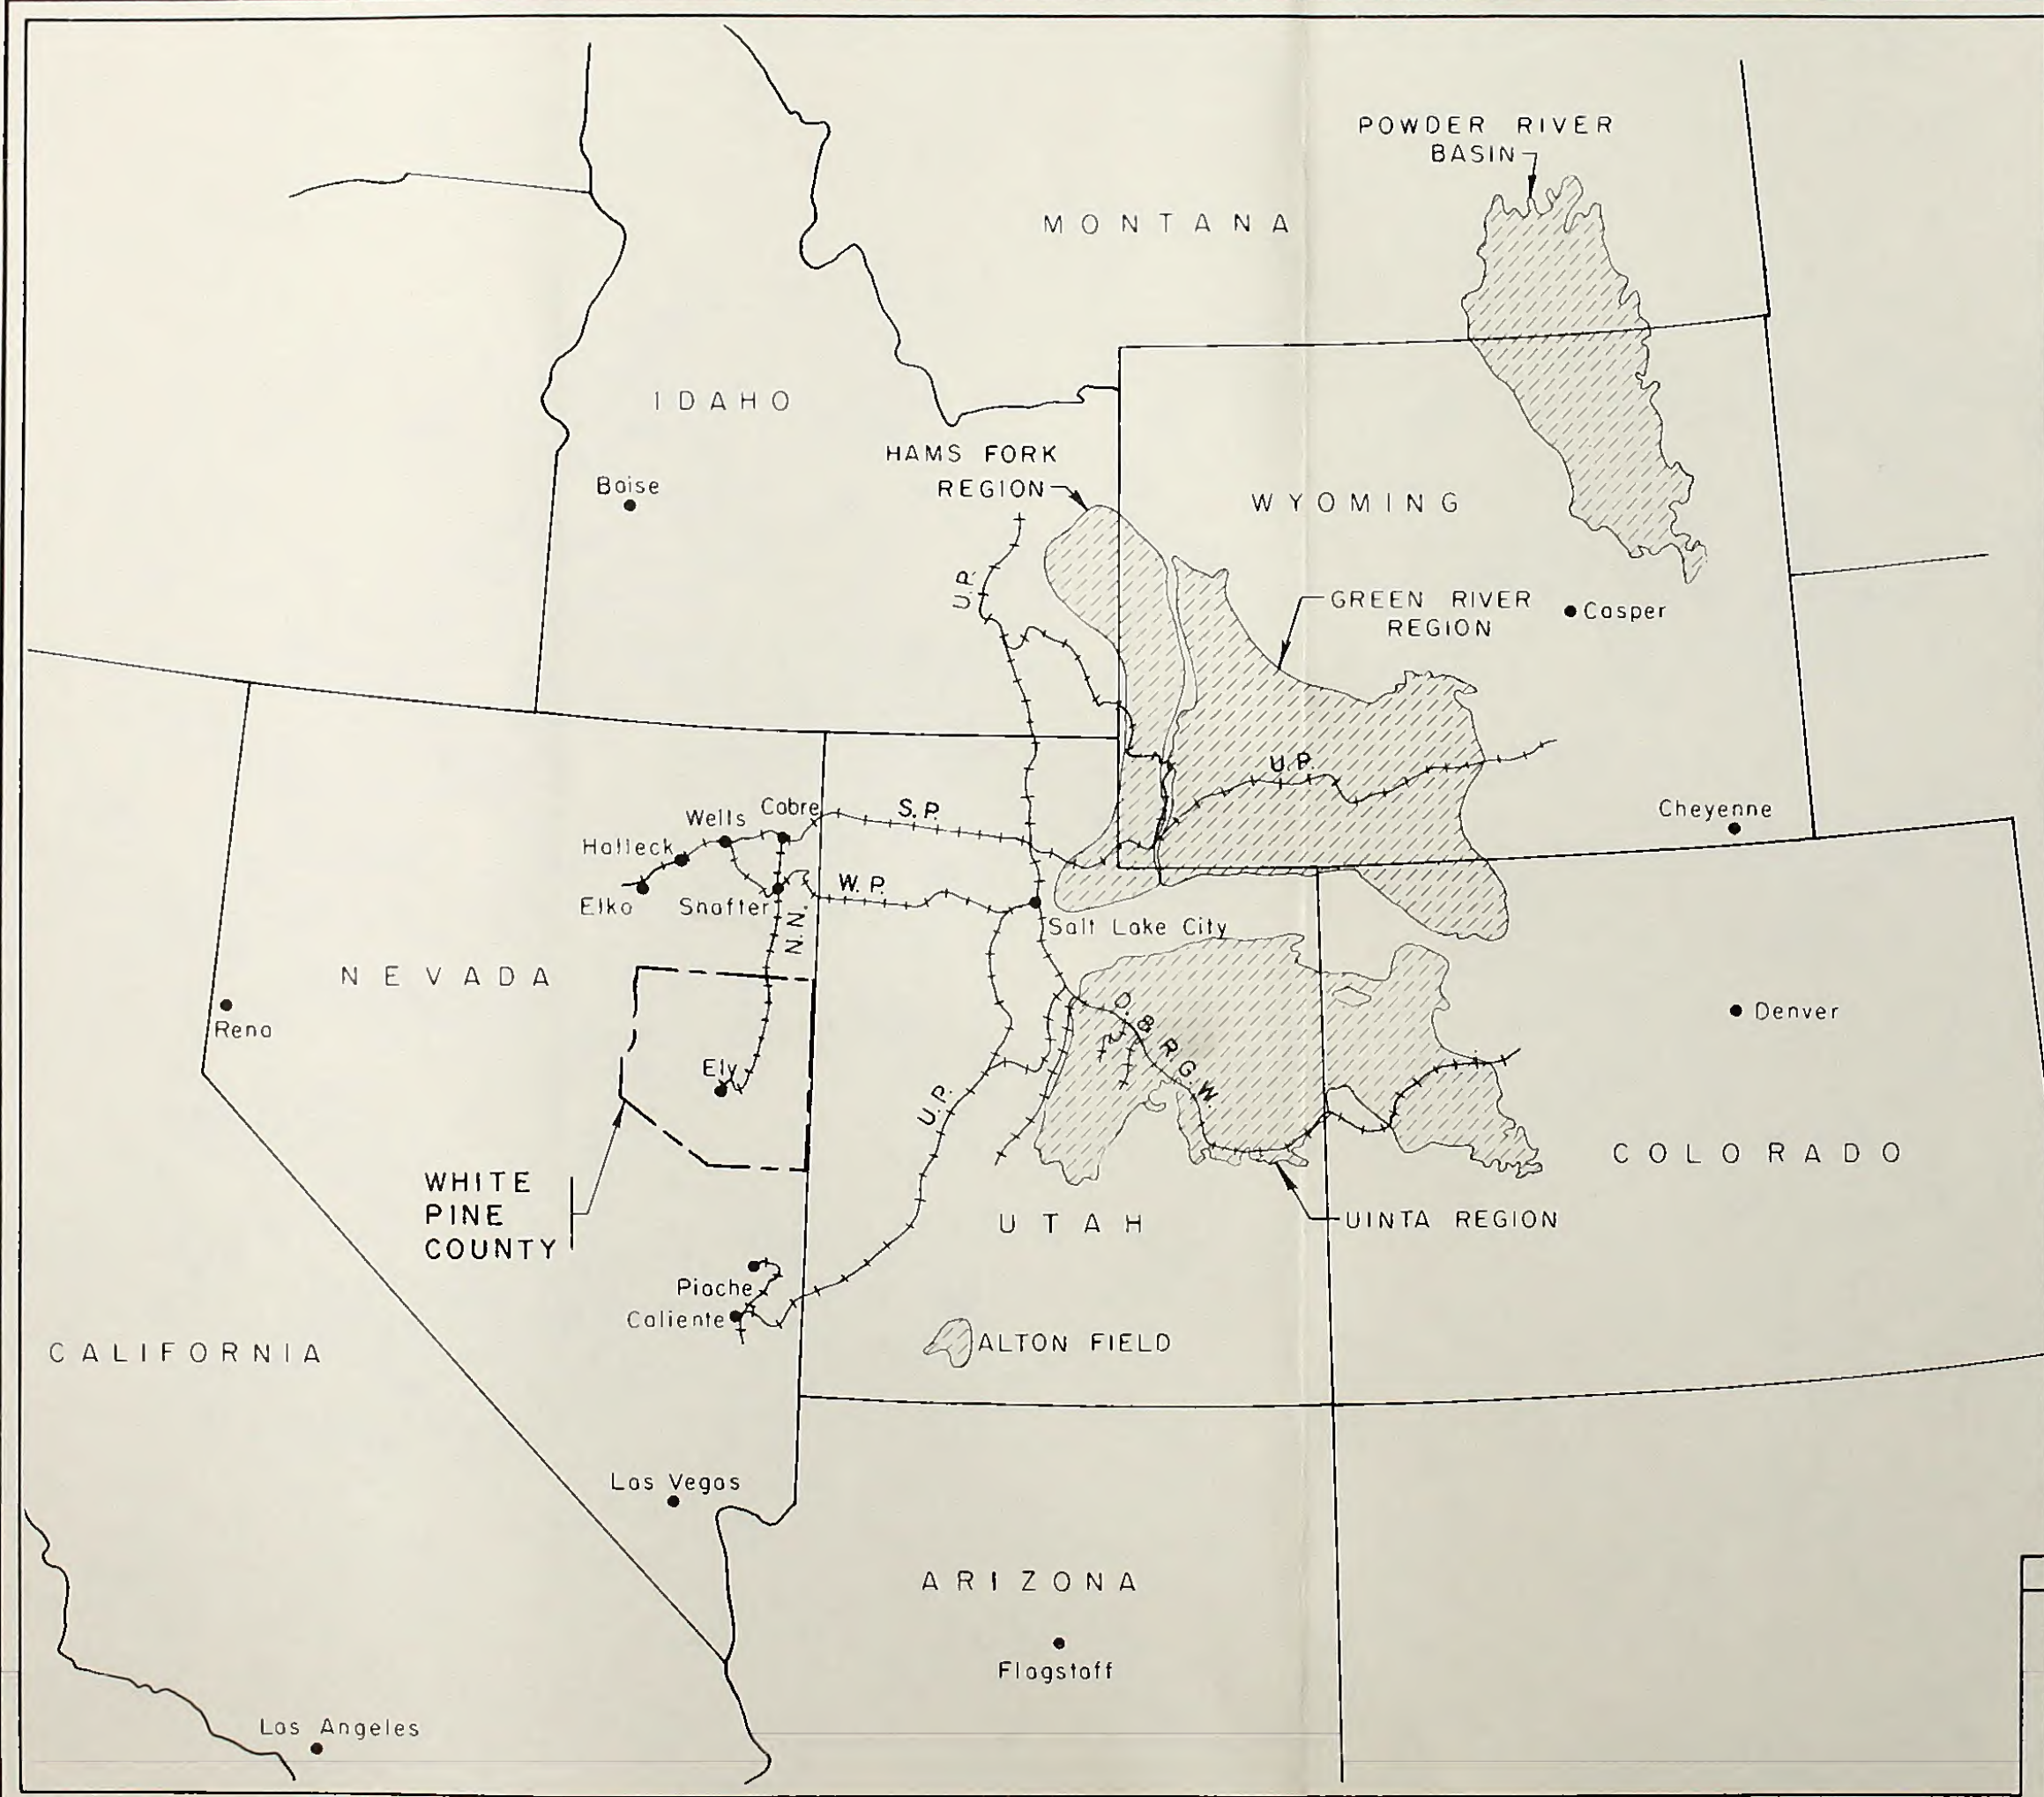 POWDER RIVER
BASIN
MONTANA
IDAHO
HAMS FORK
REGION
Boise
WYOMING
U.P.
GREEN RIVER
REGION
Casper
U.P.
Cheyenne
Cobre
S.P.
Wells
Halleck
W.P.
Elko
Shafter
N.N.
Salt Lake City
NEVADA
Reno
D. & R.G.W.
Denver
Ely
U.P.
COLORADO
WHITE
PINE
COUNTY
UTAH
UINTA REGION
Pioche
Caliente
ALTON FIELD
CALIFORNIA
Las Vegas
ARIZONA
Flagstaff
Los Angeles